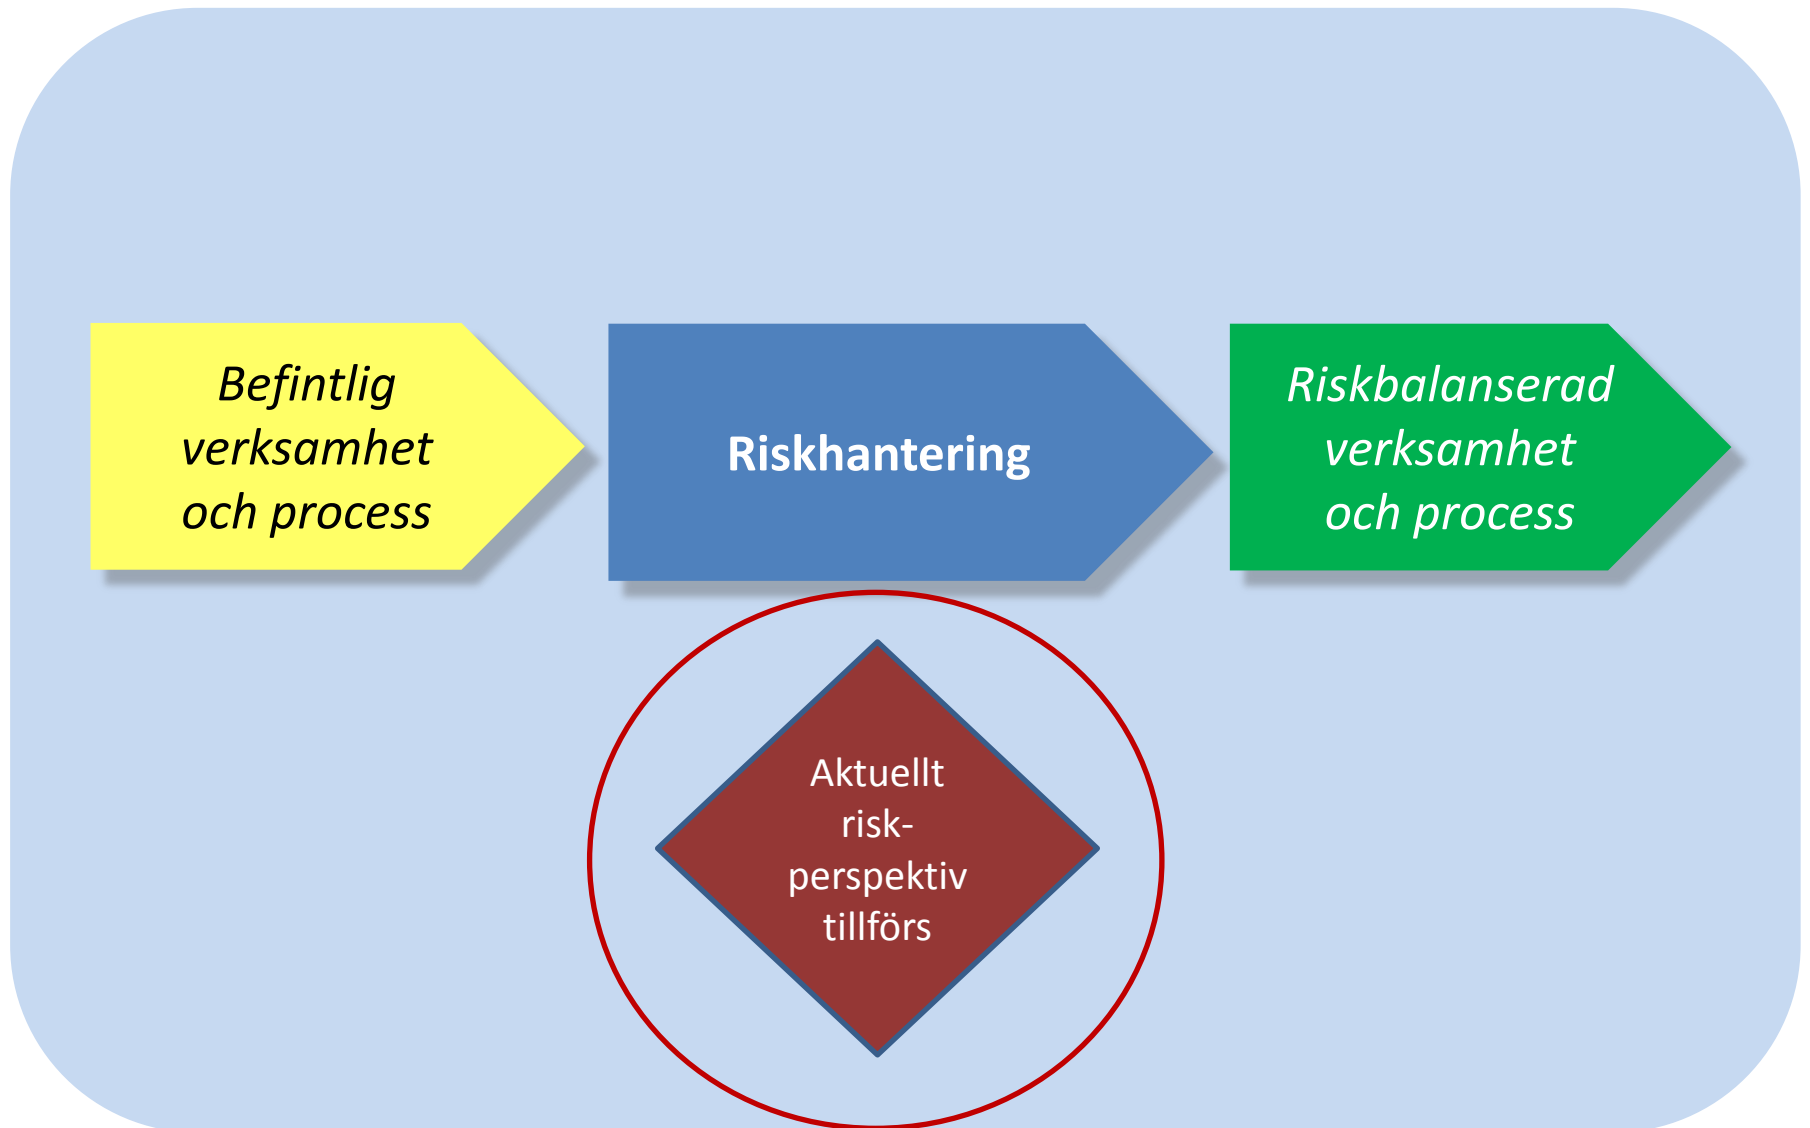 Befintlig
verksamhet
och process
Riskhantering
Riskbalanserad
verksamhet
och process
Aktuellt
risk-
perspektiv
tillförs